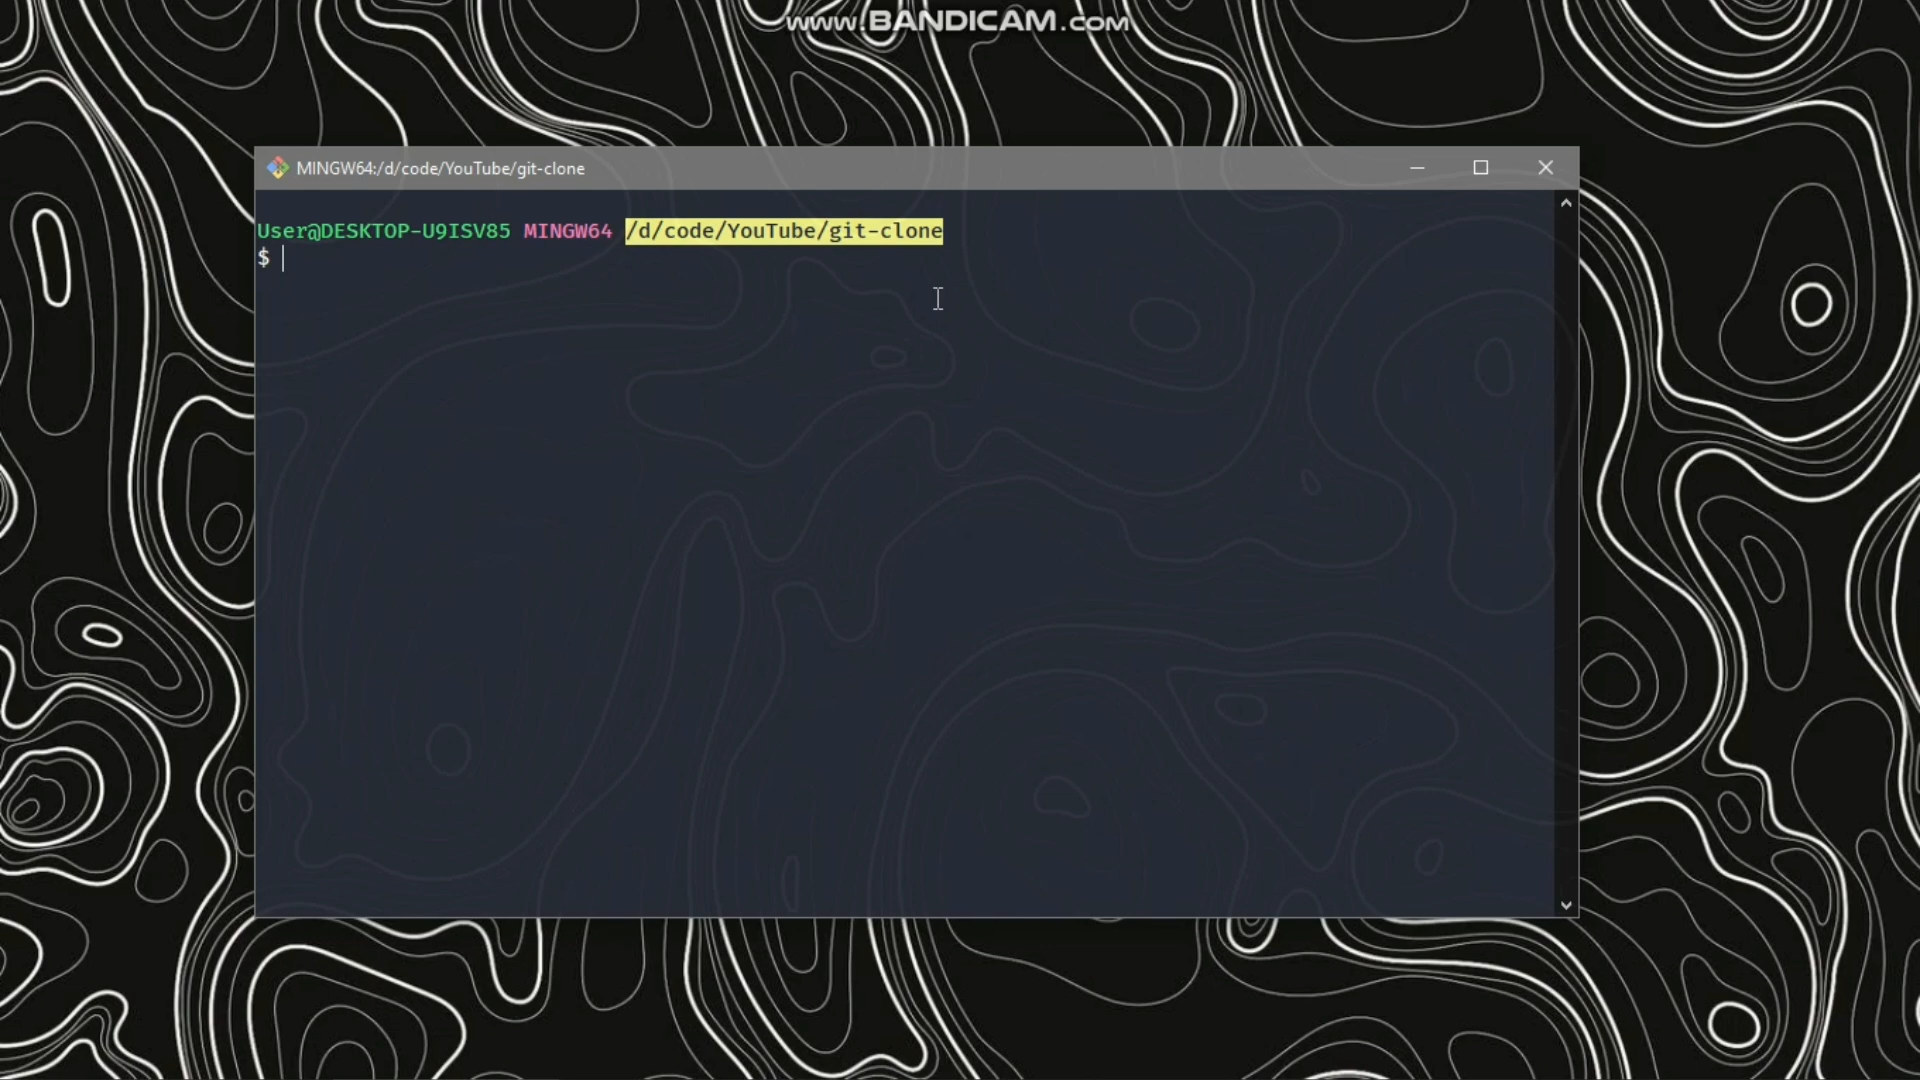 www.BANDICAM.com
MINGW64:/d/code/YouTube/git-clone
User@DESKTOP-U9ISV85 MINGW64 /d/code/YouTube/git-clone
$